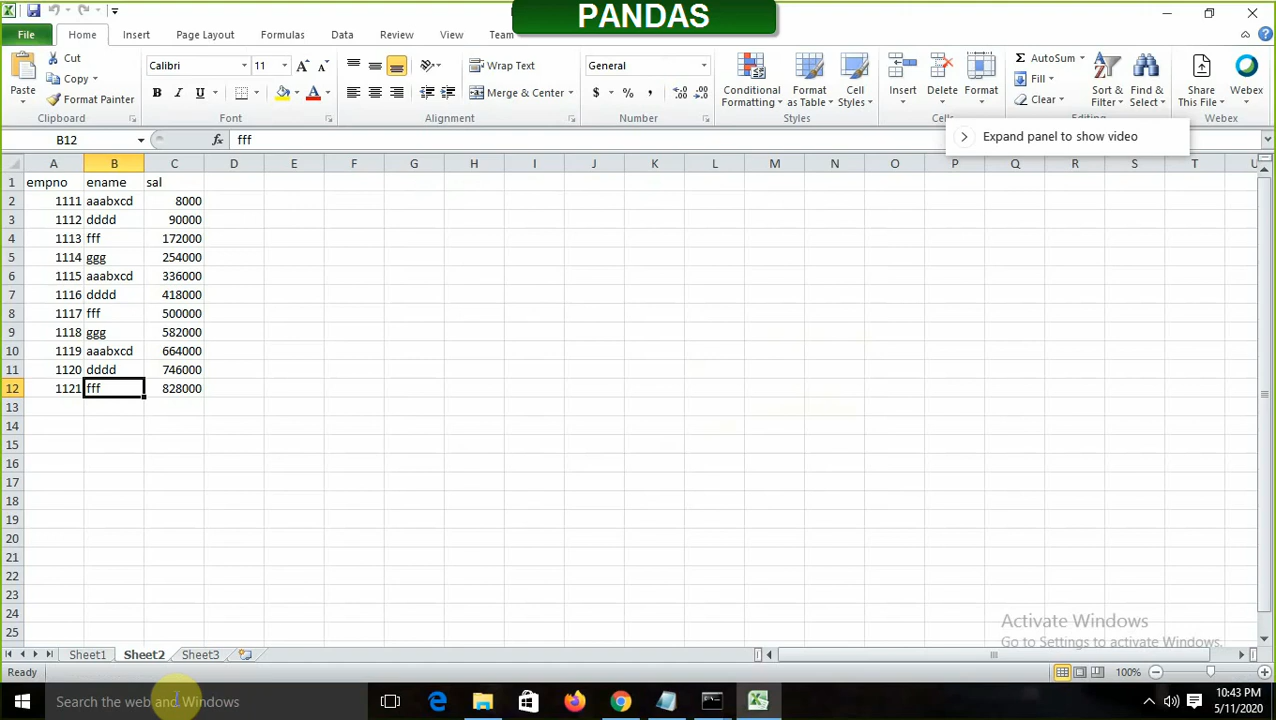 PANDAS
File Home Insert Page Layout Formulas Data Review View Team
Cut
Copy
Format Painter
Paste
Clipboard
Calibri 11
B I U A
Font
Wrap Text
Merge & Center
Alignment
General
$ % ,
Number
Conditional Formatting
Format as Table
Cell Styles
Styles
Insert
Delete
Format
Cells
Σ AutoSum
Fill
Clear
Sort & Filter
Find & Select
Editing
Share This File
Webex
Webex
Expand panel to show video
B12 fx fff
A B C D E F G H I J K L M N O P Q R S T U
1 empno ename sal
2 1111 aaabxcd 8000
3 1112 dddd 90000
4 1113 fff 172000
5 1114 ggg 254000
6 1115 aaabxcd 336000
7 1116 dddd 418000
8 1117 fff 500000
9 1118 ggg 582000
10 1119 aaabxcd 664000
11 1120 dddd 746000
12 1121 fff 828000
13
14
15
16
17
18
19
20
21
22
23
24
25
Activate Windows
Go to Settings to activate Windows.
Sheet1 Sheet2 Sheet3
Ready 100%
Search the web and Windows
10:43 PM
5/11/2020